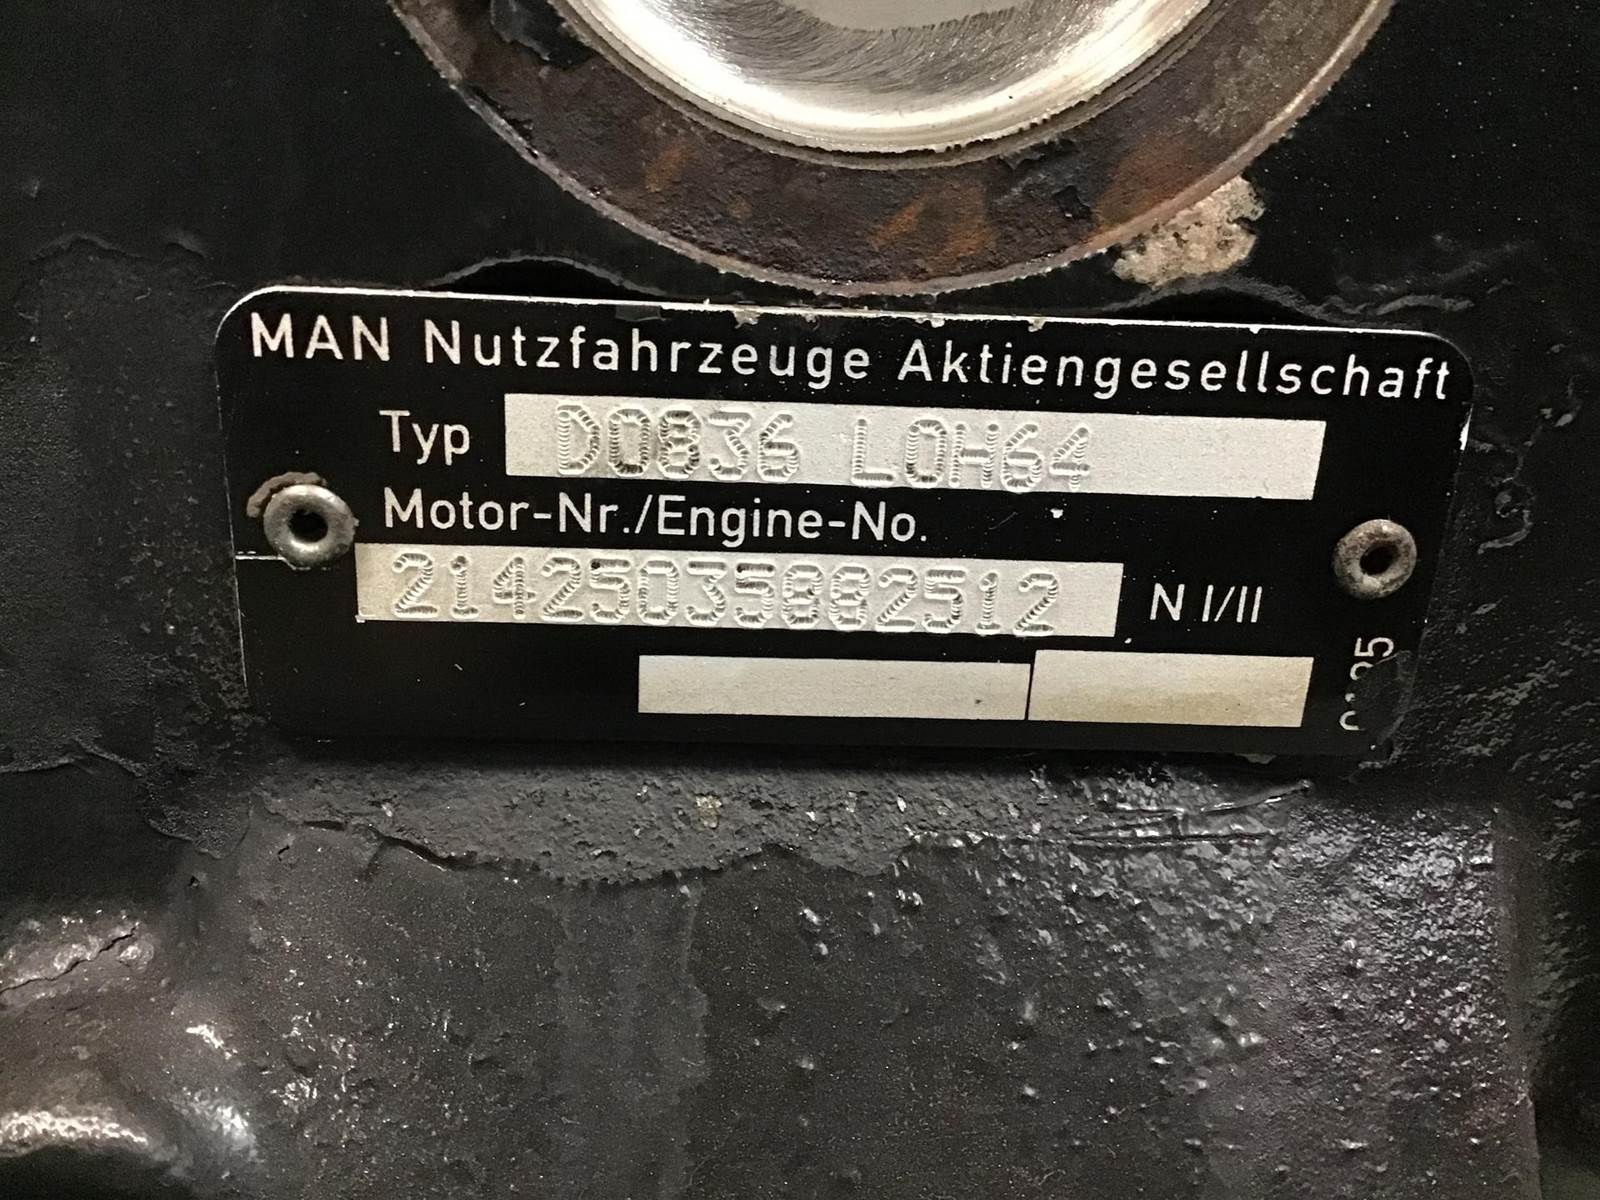 MAN Nutzfahrzeuge Aktiengesellschaft
Typ D0836 LOH64
Motor-Nr./Engine-No.
21425035882512 N I/II